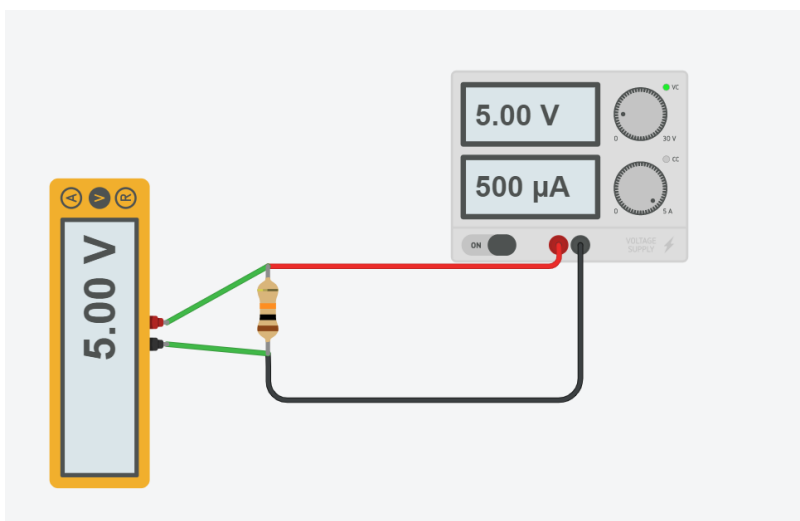 5.00 V
VC
0
30 V
500 µA
CC
0
5 A
ON
VOLTAGE
SUPPLY
A
V
R
5.00 V